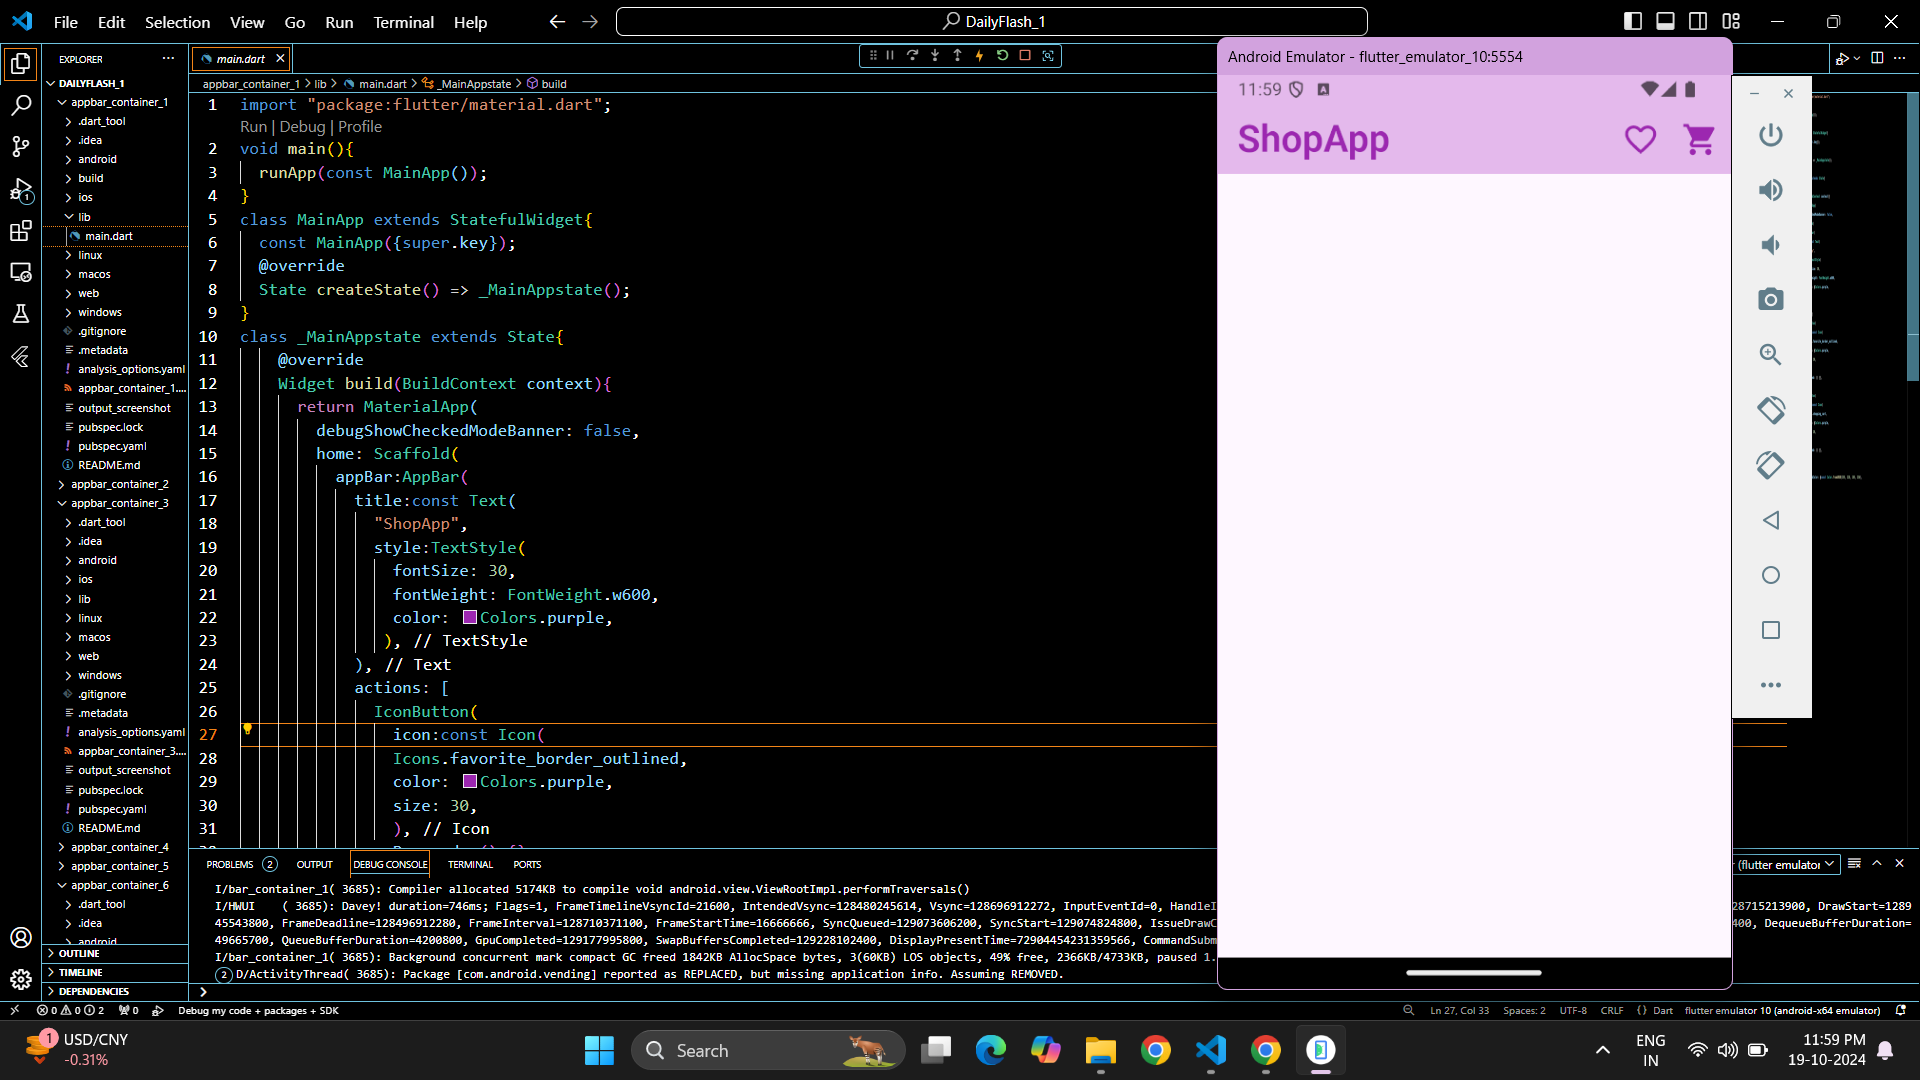 File Edit Selection View Go Run Terminal Help
DailyFlash_1
EXPLORER
DAILYFLASH_1
appbar_container_1
.dart_tool
.idea
android
build
ios
lib
main.dart
linux
macos
web
windows
.gitignore
.metadata
analysis_options.yaml
appbar_container_1....
output_screenshot
pubspec.lock
pubspec.yaml
README.md
appbar_container_2
appbar_container_3
.dart_tool
.idea
android
ios
lib
linux
macos
web
windows
.gitignore
.metadata
analysis_options.yaml
appbar_container_3....
output_screenshot
pubspec.lock
pubspec.yaml
README.md
appbar_container_4
appbar_container_5
appbar_container_6
.dart_tool
.idea
android
OUTLINE
TIMELINE
DEPENDENCIES
main.dart
appbar_container_1 > lib > main.dart > _MainAppstate > build
1 import "package:flutter/material.dart";
Run | Debug | Profile
2 void main(){
3 runApp(const MainApp());
4 }
5 class MainApp extends StatefulWidget{
6 const MainApp({super.key});
7 @override
8 State createState() => _MainAppstate();
9 }
10 class _MainAppstate extends State{
11 @override
12 Widget build(BuildContext context){
13 return MaterialApp(
14 debugShowCheckedModeBanner: false,
15 home: Scaffold(
16 appBar:AppBar(
17 title:const Text(
18 "ShopApp",
19 style:TextStyle(
20 fontSize: 30,
21 fontWeight: FontWeight.w600,
22 color: Colors.purple,
23 ), // TextStyle
24 ), // Text
25 actions: [
26 IconButton(
27 icon:const Icon(
28 Icons.favorite_border_outlined,
29 color: Colors.purple,
30 size: 30,
31 ), // Icon
Android Emulator - flutter_emulator_10:5554
11:59
ShopApp
PROBLEMS 2 OUTPUT DEBUG CONSOLE TERMINAL PORTS
(flutter emulator
I/bar_container_1( 3685): Compiler allocated 5174KB to compile void android.view.ViewRootImpl.performTraversals()
I/HWUI ( 3685): Davey! duration=746ms; Flags=1, FrameTimelineVsyncId=21600, IntendedVsync=128480245614, Vsync=128696912272, InputEventId=0, HandleI 28715213900, DrawStart=1289
45543800, FrameDeadline=128496912280, FrameInterval=128710371100, FrameStartTime=16666666, SyncQueued=129073606200, SyncStart=129074824800, IssueDrawC 400, DequeueBufferDuration=
49665700, QueueBufferDuration=4200800, GpuCompleted=129177995800, SwapBuffersCompleted=129228102400, DisplayPresentTime=72904454231359566, CommandSubm
I/bar_container_1( 3685): Background concurrent mark compact GC freed 1842KB AllocSpace bytes, 3(60KB) LOS objects, 49% free, 2366KB/4733KB, paused 1.
2 D/ActivityThread( 3685): Package [com.android.vending] reported as REPLACED, but missing application info. Assuming REMOVED.
0 0 2 0 Debug my code + packages + SDK
Ln 27, Col 33 Spaces: 2 UTF-8 CRLF {} Dart flutter emulator 10 (android-x64 emulator)
1 USD/CNY
-0.31%
Search
ENG
IN
11:59 PM
19-10-2024